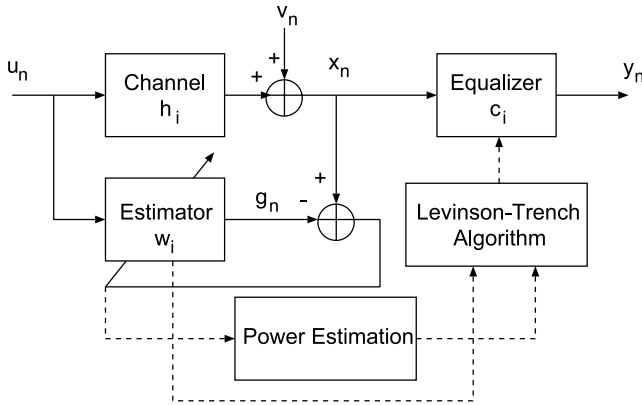 v_n
u_n
Channel
h_i
+
+
x_n
Equalizer
c_i
y_n
Estimator
w_i
g_n
-
+
Levinson-Trench
Algorithm
Power Estimation